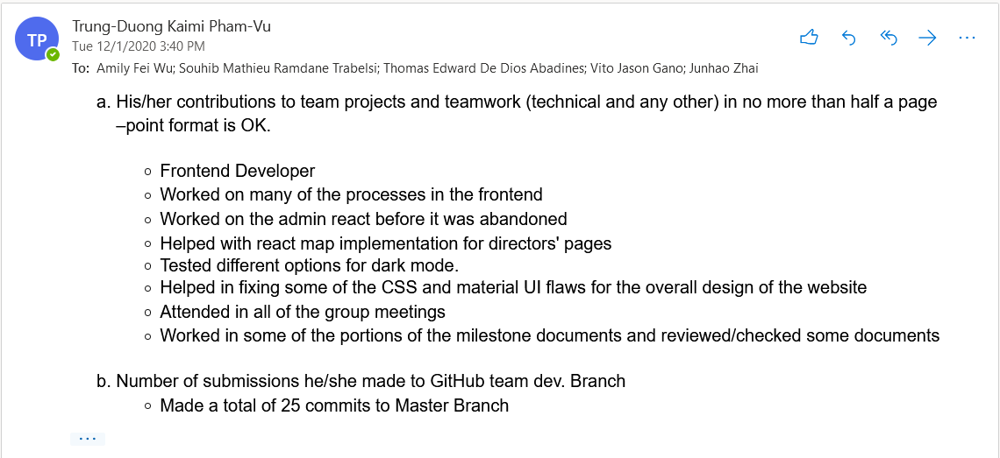 TP
Trung-Duong Kaimi Pham-Vu
Tue 12/1/2020 3:40 PM
To: Amily Fei Wu; Souhib Mathieu Ramdane Trabelsi; Thomas Edward De Dios Abadines; Vito Jason Gano; Junhao Zhai
a. His/her contributions to team projects and teamwork (technical and any other) in no more than half a page
–point format is OK.
Frontend Developer
Worked on many of the processes in the frontend
Worked on the admin react before it was abandoned
Helped with react map implementation for directors' pages
Tested different options for dark mode.
Helped in fixing some of the CSS and material UI flaws for the overall design of the website
Attended in all of the group meetings
Worked in some of the portions of the milestone documents and reviewed/checked some documents
b. Number of submissions he/she made to GitHub team dev. Branch
Made a total of 25 commits to Master Branch